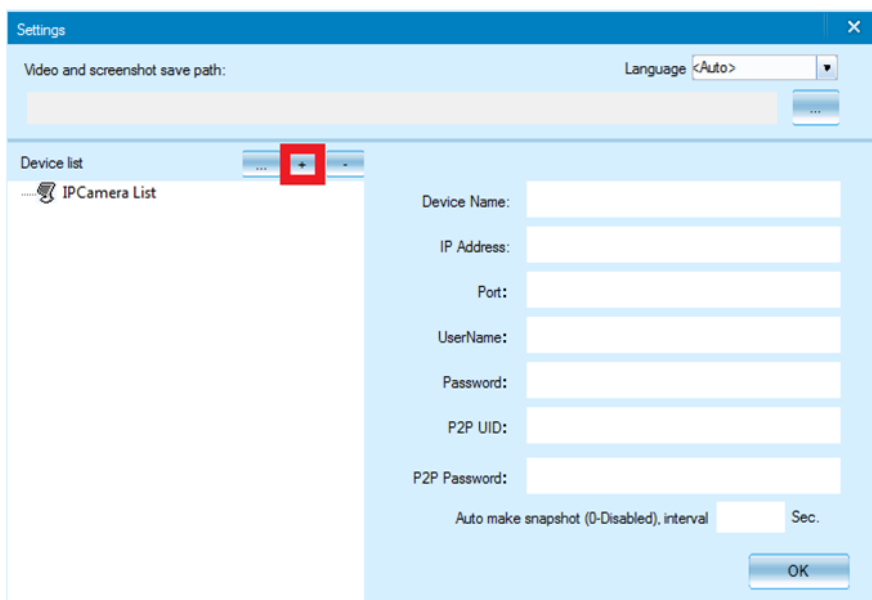 Settings
Video and screenshot save path:
Language <Auto>
...
Device list ... + -
IPCamera List
Device Name:
IP Address:
Port:
UserName:
Password:
P2P UID:
P2P Password:
Auto make snapshot (0-Disabled), interval Sec.
OK